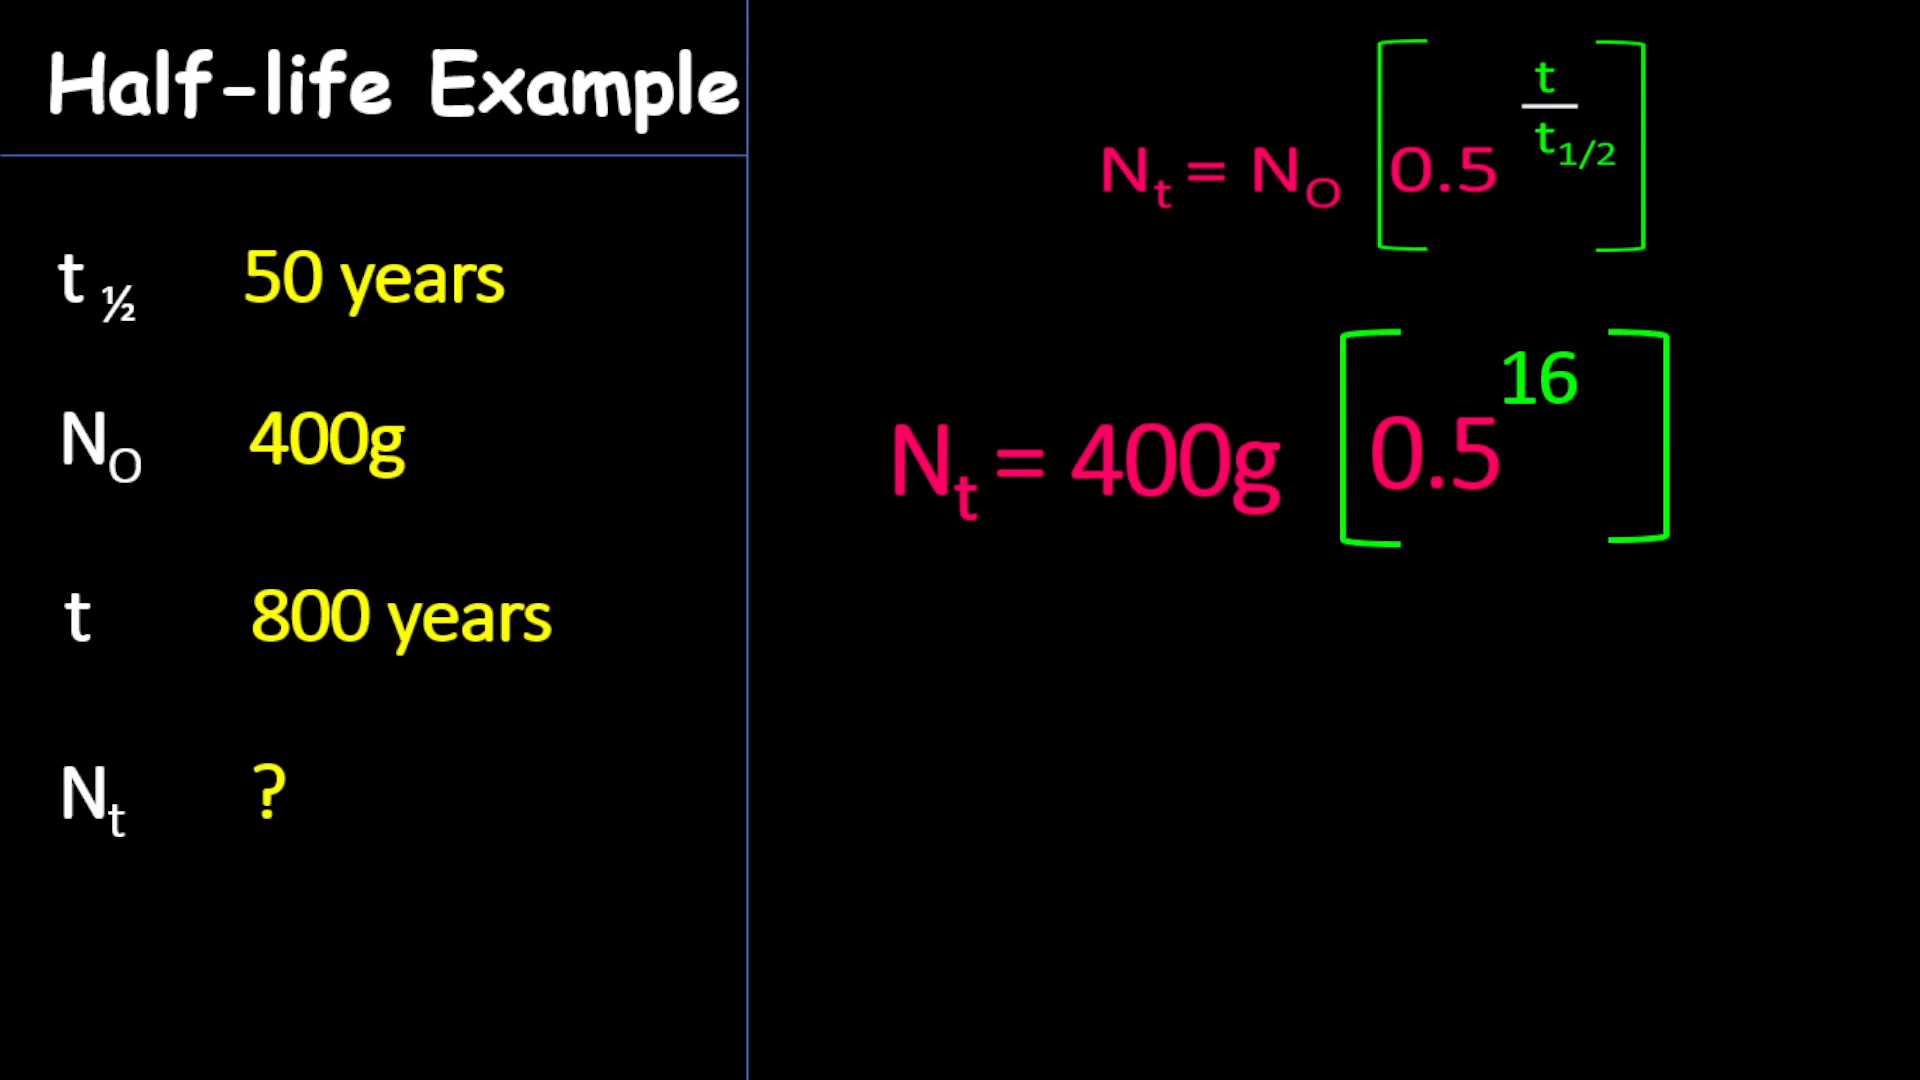 Half-life Example
t ½ 50 years
N₀ 400g
t 800 years
Nₜ ?
Nₜ = N₀ [0.5^(t/t₁/₂)]
Nₜ = 400g [0.5^16]